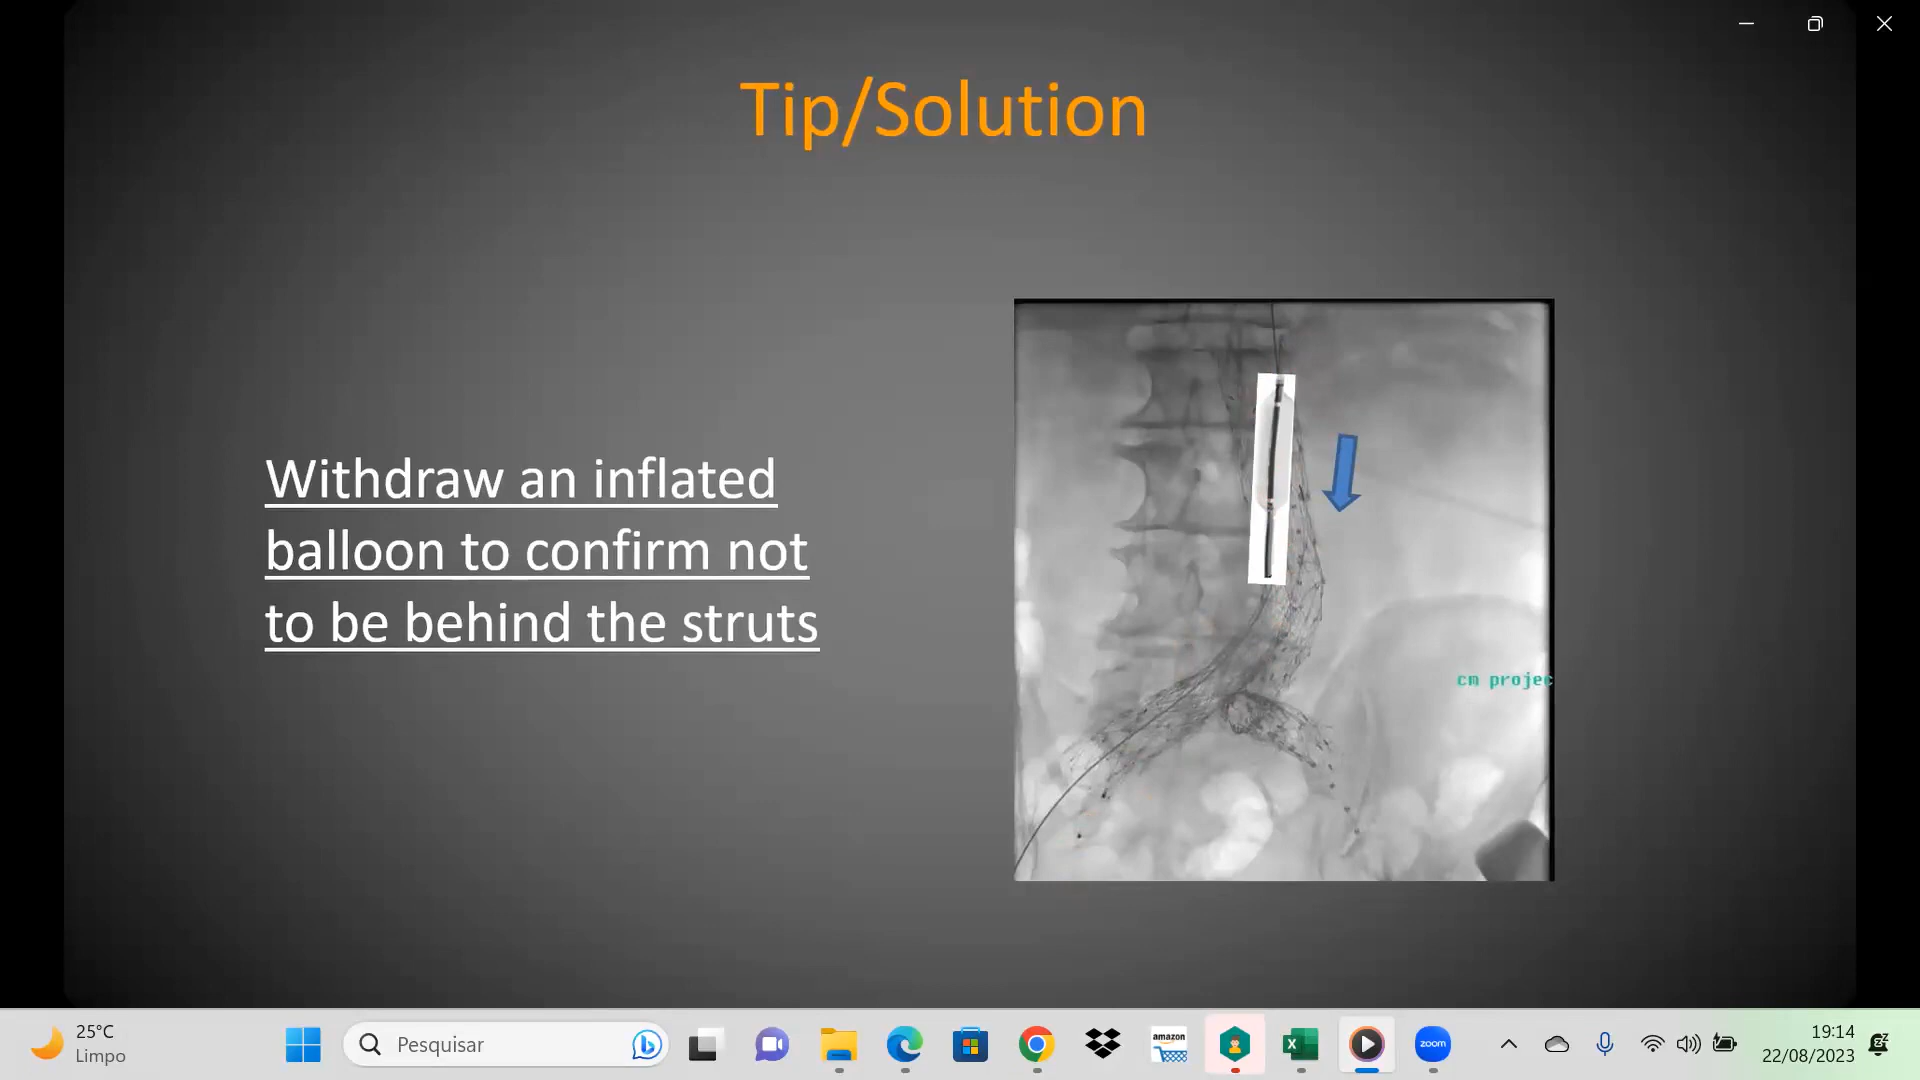 Tip/Solution
Withdraw an inflated
balloon to confirm not
to be behind the struts
cm projec
25°C
Limpo
Pesquisar
amazon
zoom
19:14
22/08/2023